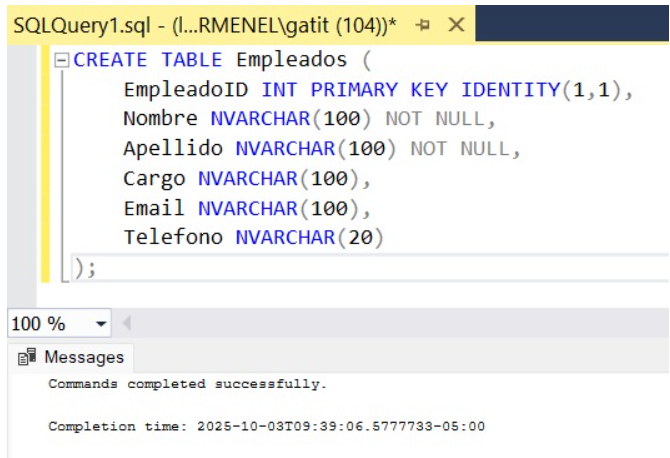 SQLQuery1.sql - (l...RMENEL\gatit (104))*
CREATE TABLE Empleados (
EmpleadoID INT PRIMARY KEY IDENTITY(1,1),
Nombre NVARCHAR(100) NOT NULL,
Apellido NVARCHAR(100) NOT NULL,
Cargo NVARCHAR(100),
Email NVARCHAR(100),
Telefono NVARCHAR(20)
);
100 %
Messages
Commands completed successfully.
Completion time: 2025-10-03T09:39:06.5777733-05:00